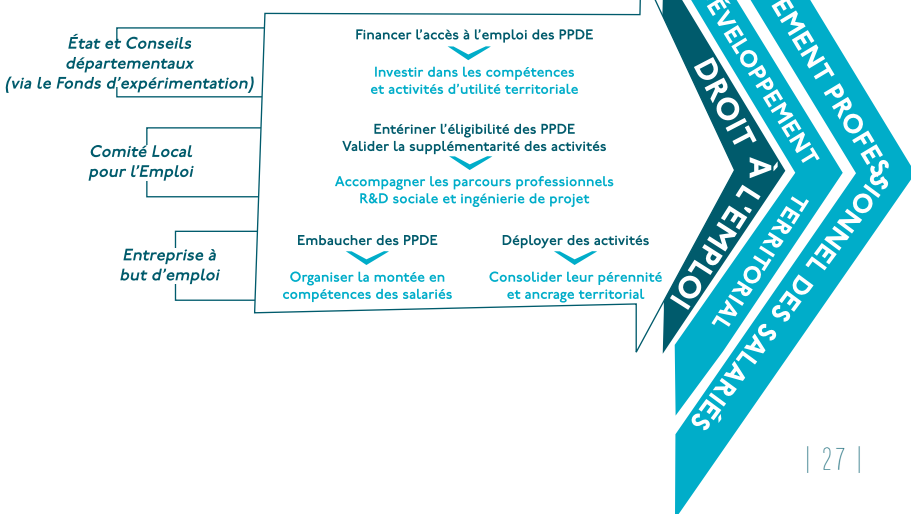 État et Conseils
départementaux
(via le Fonds d'expérimentation)
Financer l'accès à l'emploi des PPDE
Investir dans les compétences
et activités d'utilité territoriale
Comité Local
pour l'Emploi
Entériner l'éligibilité des PPDE
Valider la supplémentarité des activités
Accompagner les parcours professionnels
R&D sociale et ingénierie de projet
Entreprise à
but d'emploi
Embaucher des PPDE
Organiser la montée en
compétences des salariés
Déployer des activités
Consolider leur pérennité
et ancrage territorial
DROIT À L'EMPLOI
ÉVELOPPEMENT TERRITORIAL
EMENT PROFESSIONNEL DES SALARIÉS
| 27 |